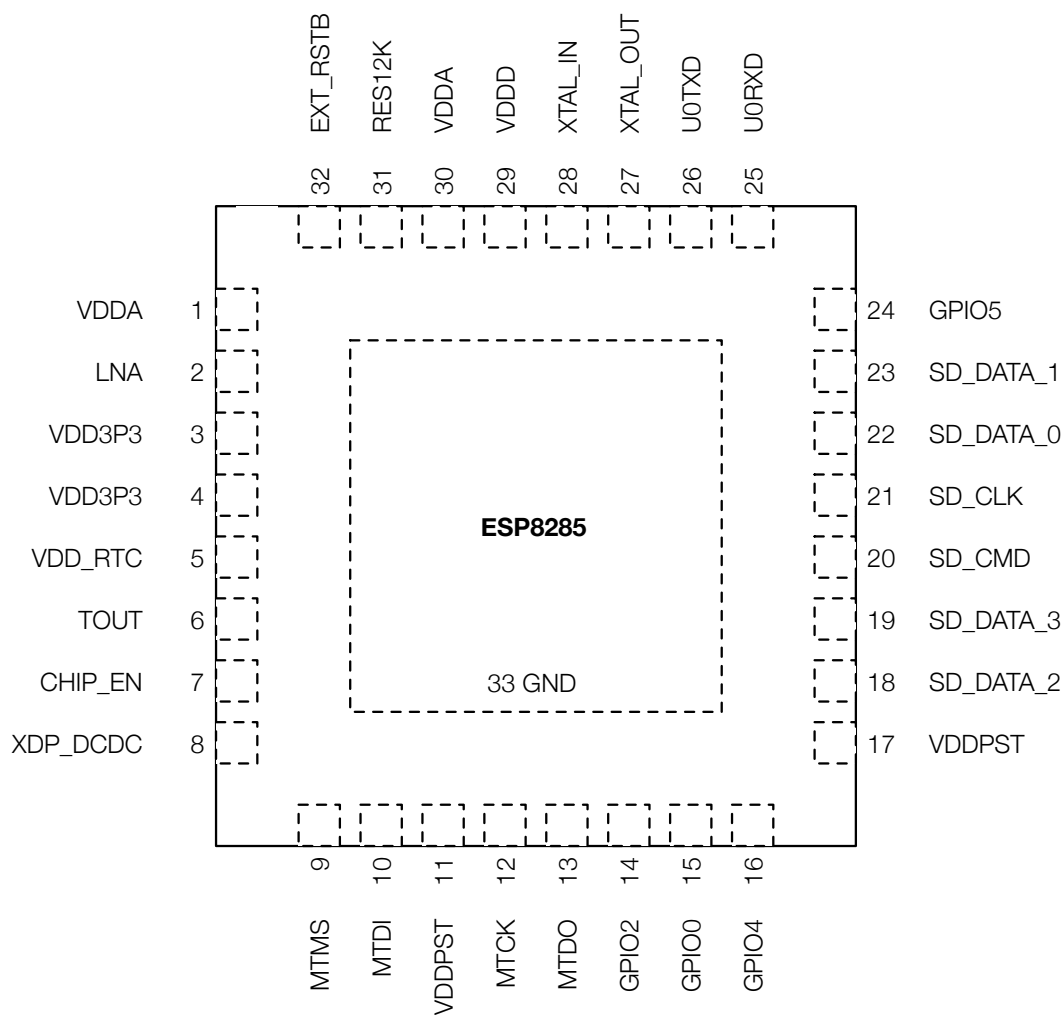 EXT_RSTB
RES12K
VDDA
VDDD
XTAL_IN
XTAL_OUT
U0TXD
U0RXD
32
31
30
29
28
27
26
25
VDDA 1
LNA 2
VDD3P3 3
VDD3P3 4
VDD_RTC 5
TOUT 6
CHIP_EN 7
XDP_DCDC 8
ESP8285
33 GND
24 GPIO5
23 SD_DATA_1
22 SD_DATA_0
21 SD_CLK
20 SD_CMD
19 SD_DATA_3
18 SD_DATA_2
17 VDDPST
9
10
11
12
13
14
15
16
MTMS
MTDI
VDDPST
MTCK
MTDO
GPIO2
GPIO0
GPIO4